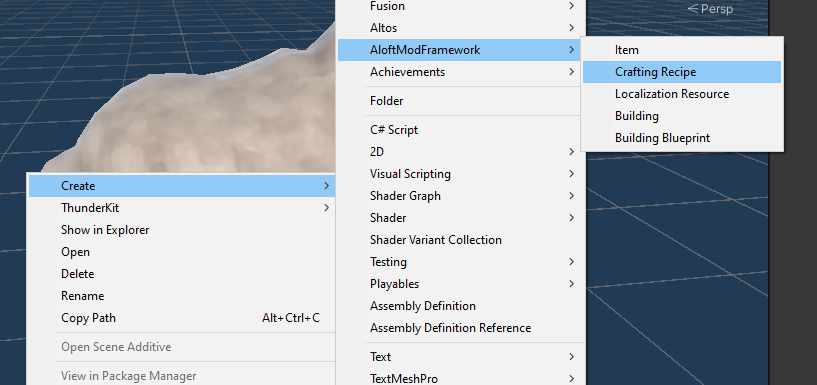 Persp
Create
ThunderKit
Show in Explorer
Open
Delete
Rename
Copy Path Alt+Ctrl+C
Open Scene Additive
View in Package Manager
Fusion
Altos
AloftModFramework
Achievements
Folder
C# Script
2D
Visual Scripting
Shader Graph
Shader
Shader Variant Collection
Testing
Playables
Assembly Definition
Assembly Definition Reference
Text
TextMeshPro
Item
Crafting Recipe
Localization Resource
Building
Building Blueprint